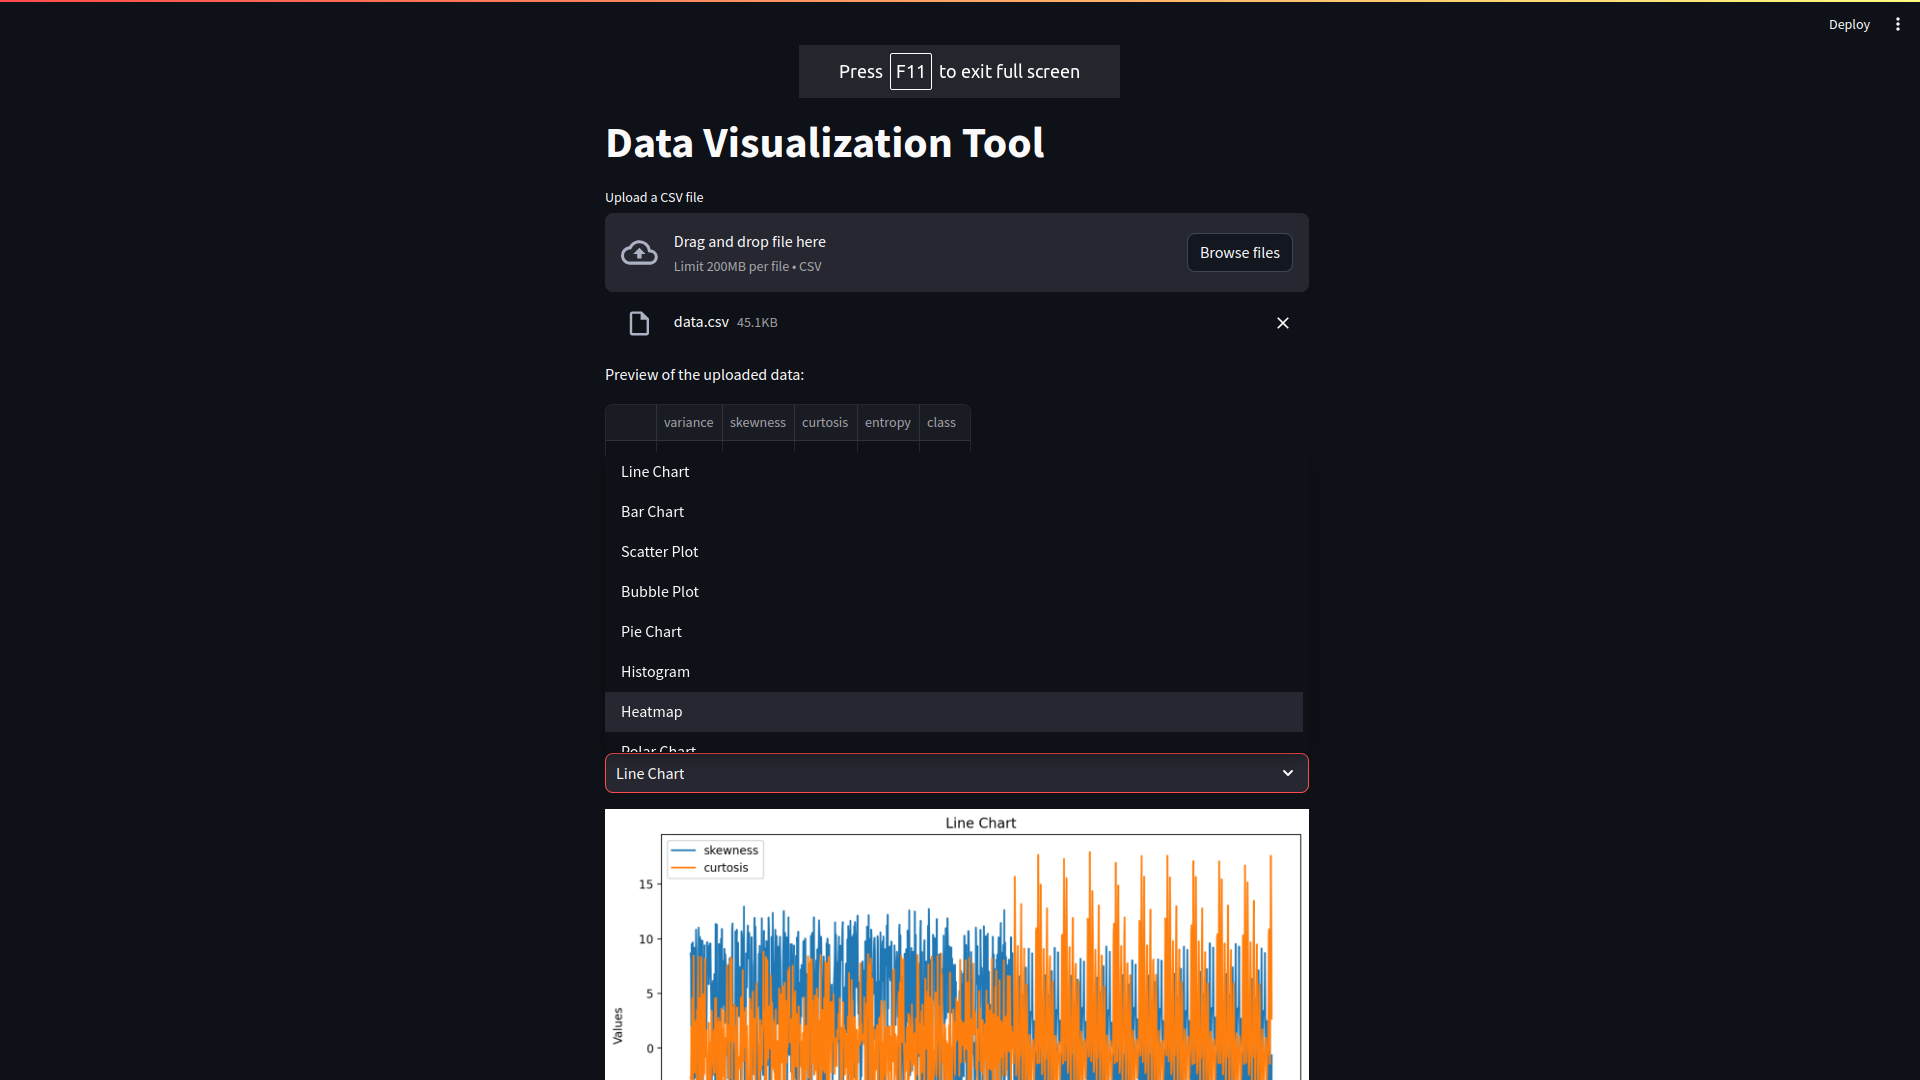 Deploy
Press F11 to exit full screen
Data Visualization Tool
Upload a CSV file
Drag and drop file here
Limit 200MB per file • CSV
Browse files
data.csv 45.1KB
Preview of the uploaded data:
variance skewness curtosis entropy class
Line Chart
Bar Chart
Scatter Plot
Bubble Plot
Pie Chart
Histogram
Heatmap
Polar Chart
Line Chart
Line Chart
skewness
curtosis
15
10
5
0
Values